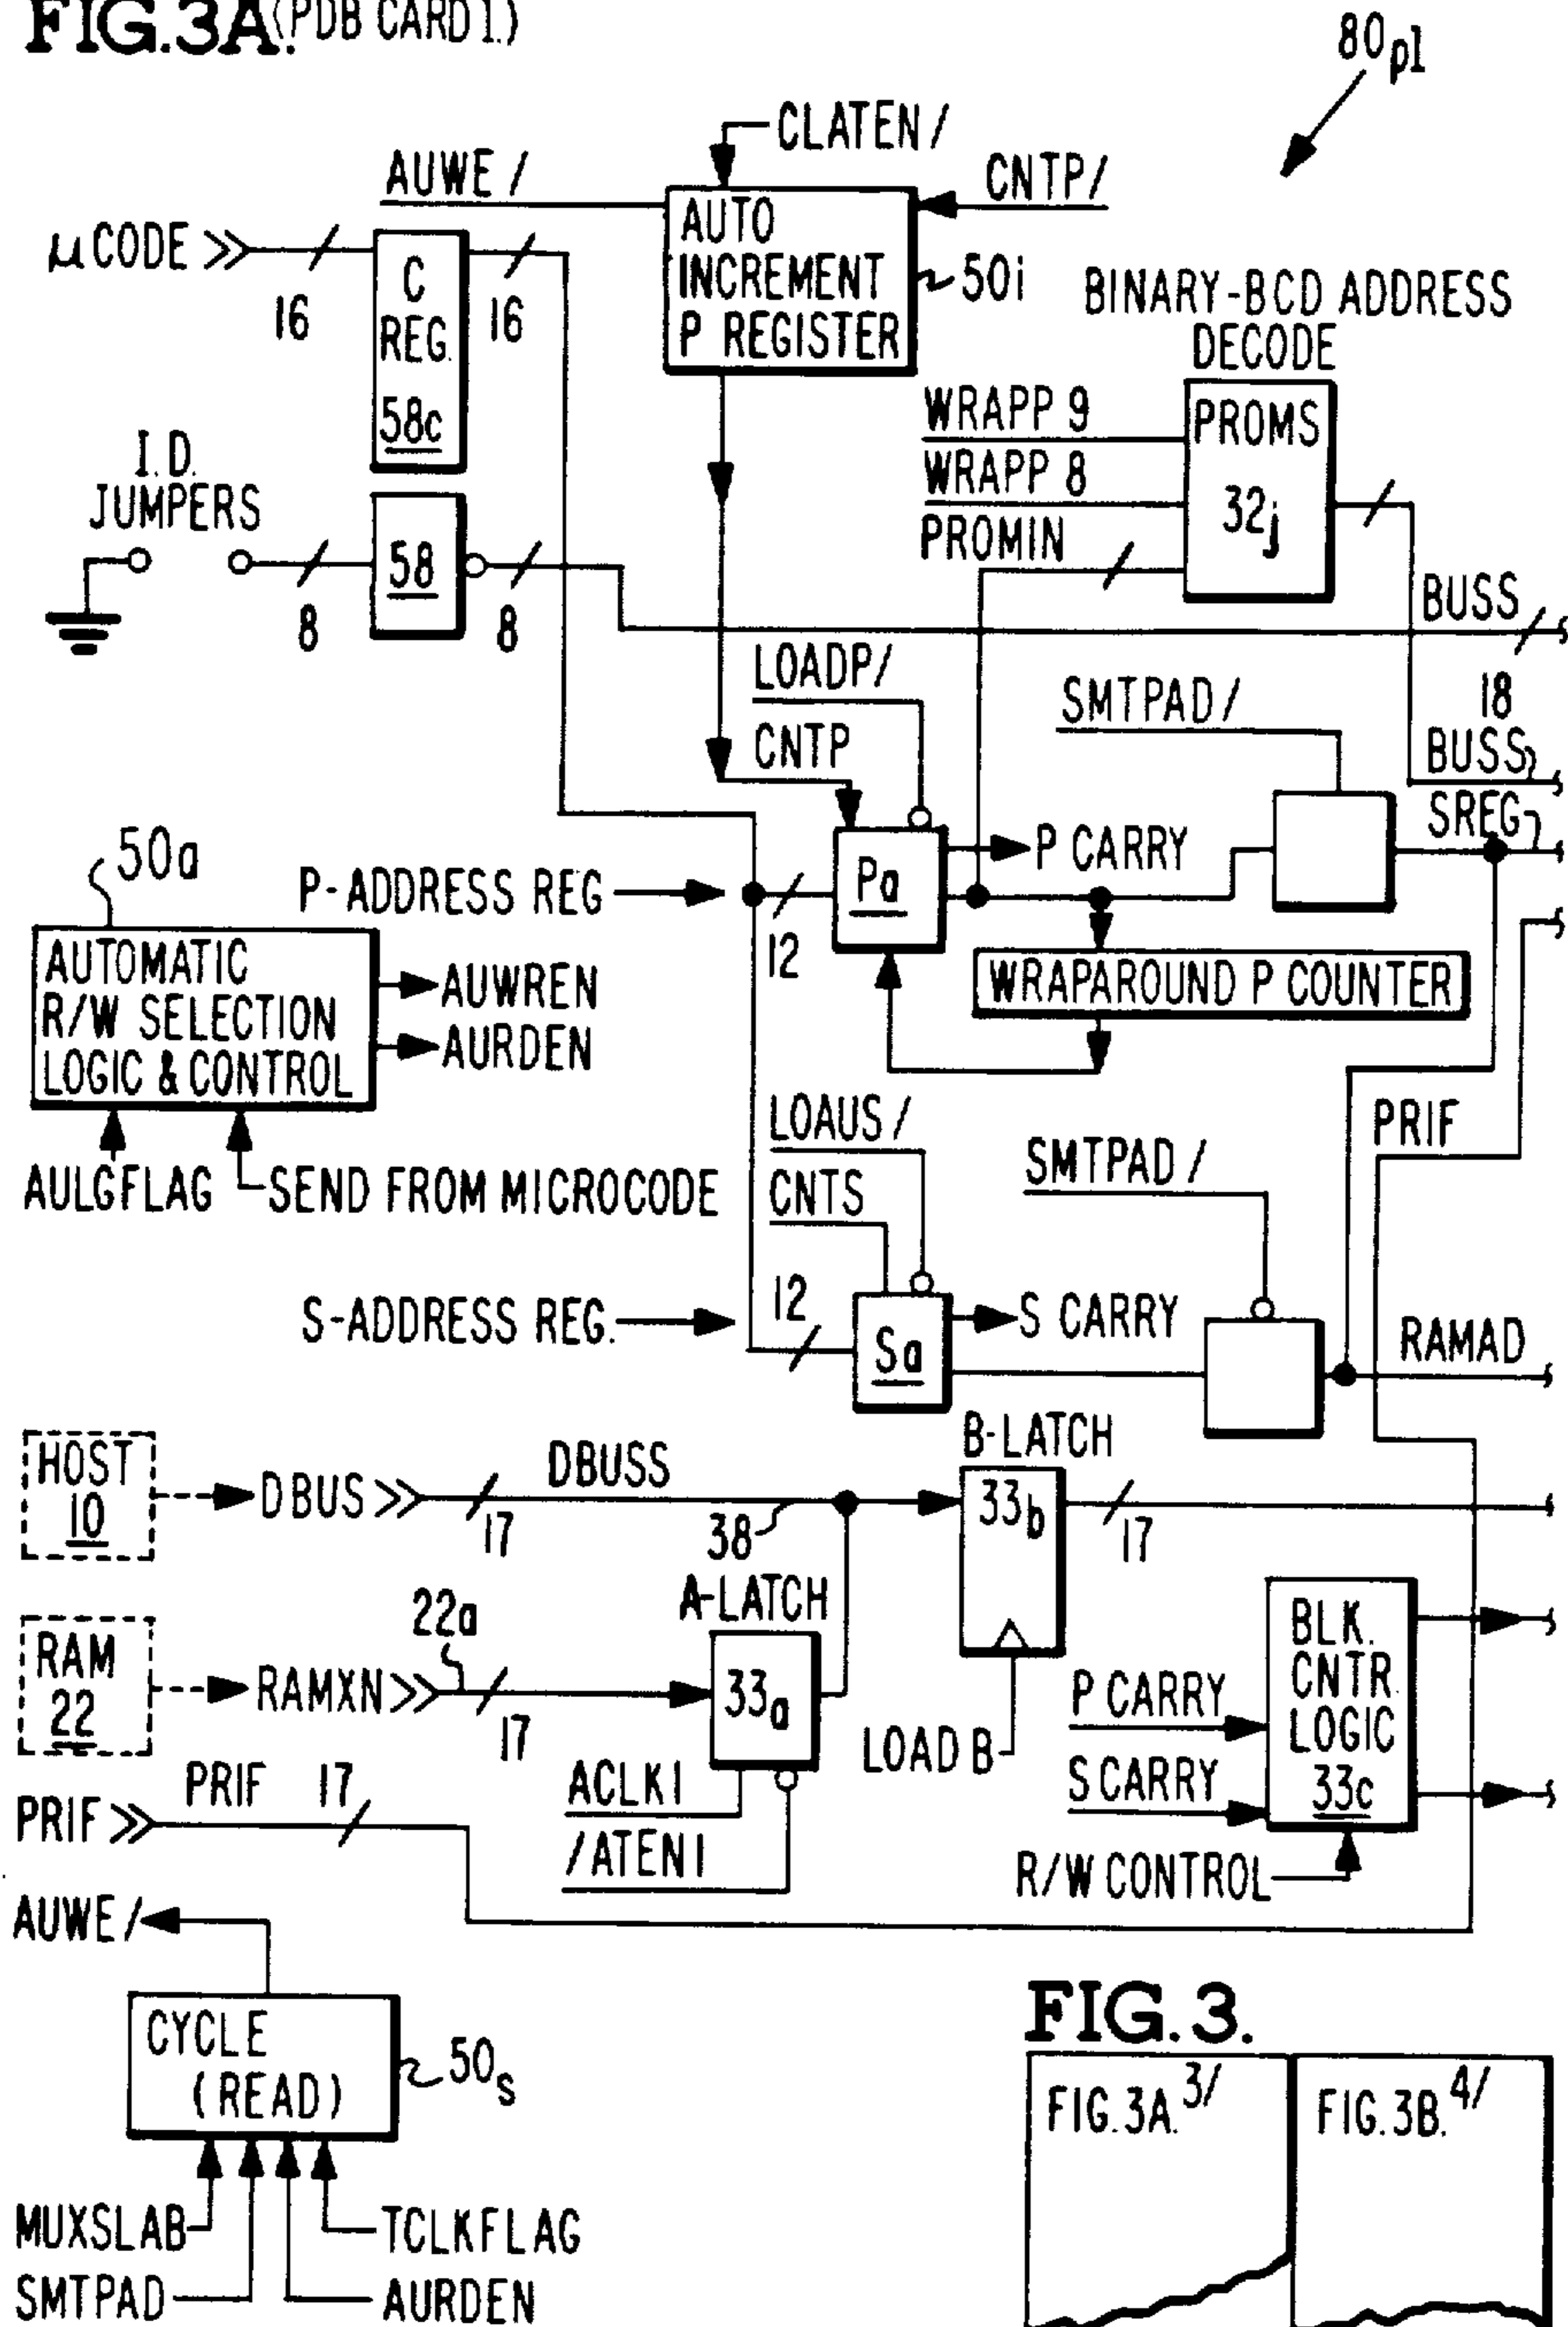 FIG.3A. (PDB CARD 1.)
80p1
CLATEN/
AUWE/
CNTP/
AUTO
INCREMENT
P REGISTER
50i
μCODE
16
C
REG.
58c
16
BINARY-BCD ADDRESS
DECODE
WRAPP 9
WRAPP 8
PROMIN
PROMS
32j
I.D.
JUMPERS
8
58
8
BUSS
18
LOADP/
CNTP
SMTPAD/
BUSS
SREG
50a
P-ADDRESS REG
12
Pa
P CARRY
AUTOMATIC
R/W SELECTION
LOGIC & CONTROL
AUWREN
AURDEN
WRAPAROUND P COUNTER
AULGFLAG
SEND FROM MICROCODE
LOAUS/
CNTS
SMTPAD/
PRIF
S-ADDRESS REG.
12
Sa
S CARRY
RAMAD
HOST
10
DBUS
17
DBUSS
38
B-LATCH
33b
17
RAM
22
RAMXN
22a
17
A-LATCH
33a
LOAD B
BLK.
CNTR
LOGIC
33c
P CARRY
S CARRY
R/W CONTROL
PRIF
PRIF
17
ACLK1
/ATEN1
AUWE/
CYCLE
(READ)
50s
MUXSLAB
TCLKFLAG
SMTPAD
AURDEN
FIG.3.
FIG.3A. 3/
FIG.3B. 4/